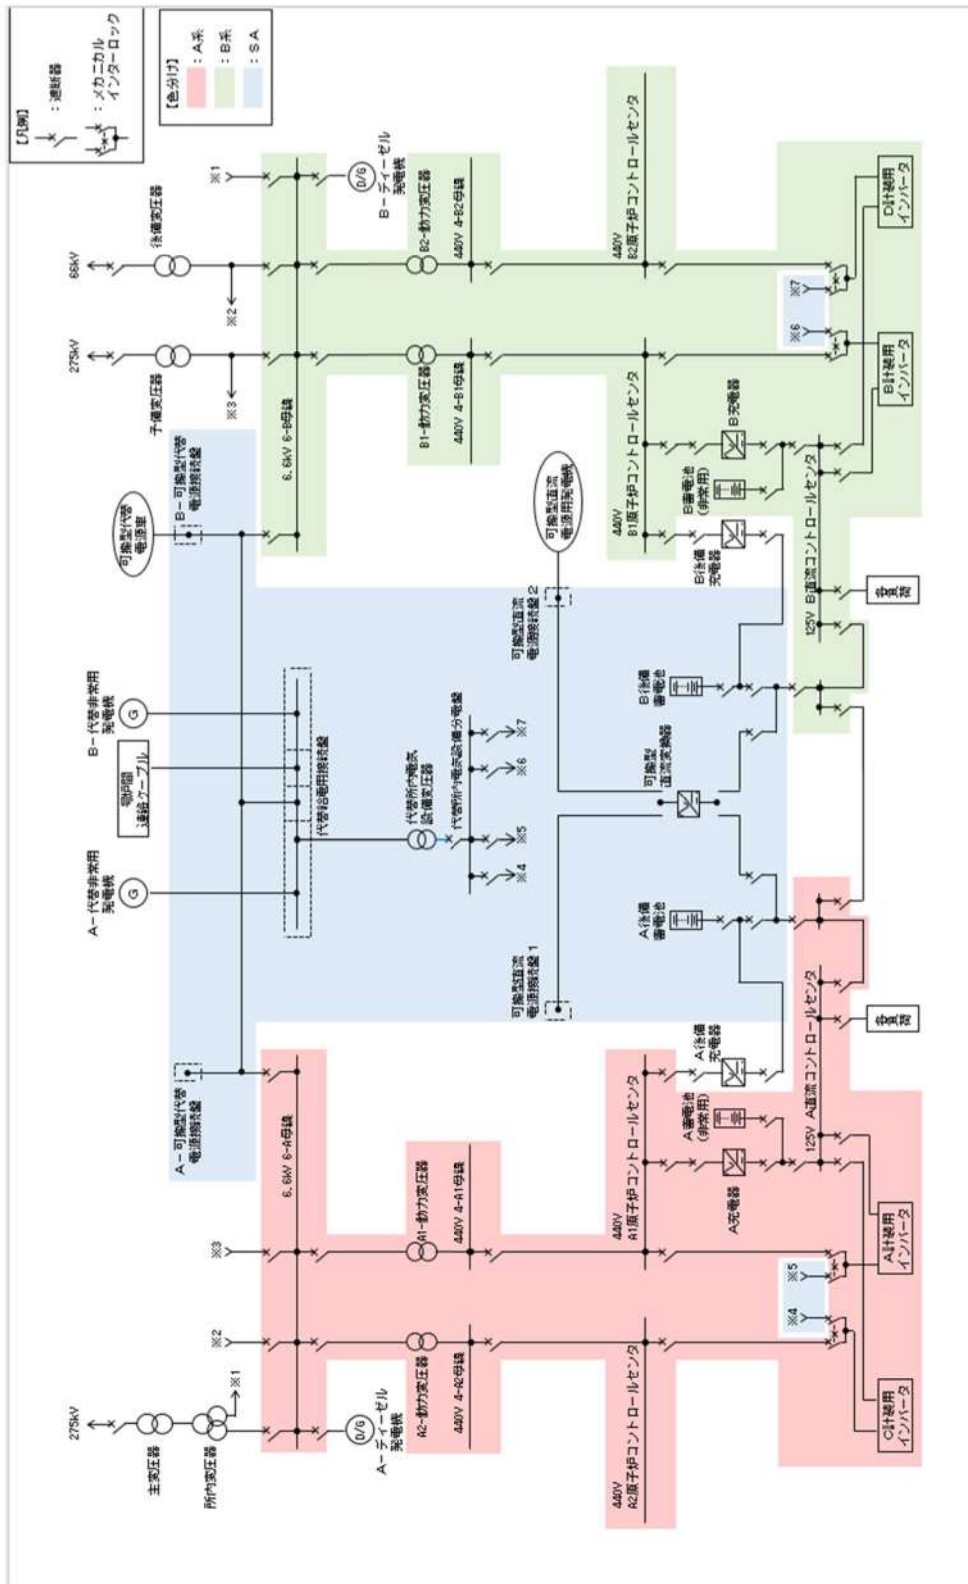 【凡例】
：遮断器
：メカニカル
インターロック
【色分け】
：A系
：B系
：SA
275kV
主変圧器
所内変圧器
※1
※2
※3
A-ディーゼル
発電機
D/G
6.6kV 6-A母線
A2-動力変圧器
A1-動力変圧器
440V 4-A2母線
440V 4-A1母線
440V
A2原子炉コントロールセンタ
440V
A1原子炉コントロールセンタ
※4
※5
C計装用
インバータ
A計装用
インバータ
A充電器
A蓄電池
(非常用)
A後備
充電器
125V A直流コントロールセンタ
各負荷
A-可搬型代替
電源接続盤
A-代替非常用
発電機
G
号炉間
連絡ケーブル
B-代替非常用
発電機
G
可搬型代替
電源車
B-可搬型代替
電源接続盤
代替給電用接続盤
代替所内電気
設備変圧器
代替所内電気設備分電盤
※4
※5
※6
※7
可搬型直流
電源接続盤1
可搬型直流
電源接続盤2
可搬型直流
電源用発電機
A後備
蓄電池
可搬型
直流変換器
B後備
蓄電池
275kV
予備変圧器
※3
66kV
後備変圧器
※2
※1
6.6kV 6-B母線
D/G
B-ディーゼル
発電機
B1-動力変圧器
B2-動力変圧器
440V 4-B1母線
440V 4-B2母線
440V
B1原子炉コントロールセンタ
440V
B2原子炉コントロールセンタ
B後備
充電器
B蓄電池
(非常用)
B充電器
125V B直流コントロールセンタ
各負荷
※6
※7
B計装用
インバータ
D計装用
インバータ